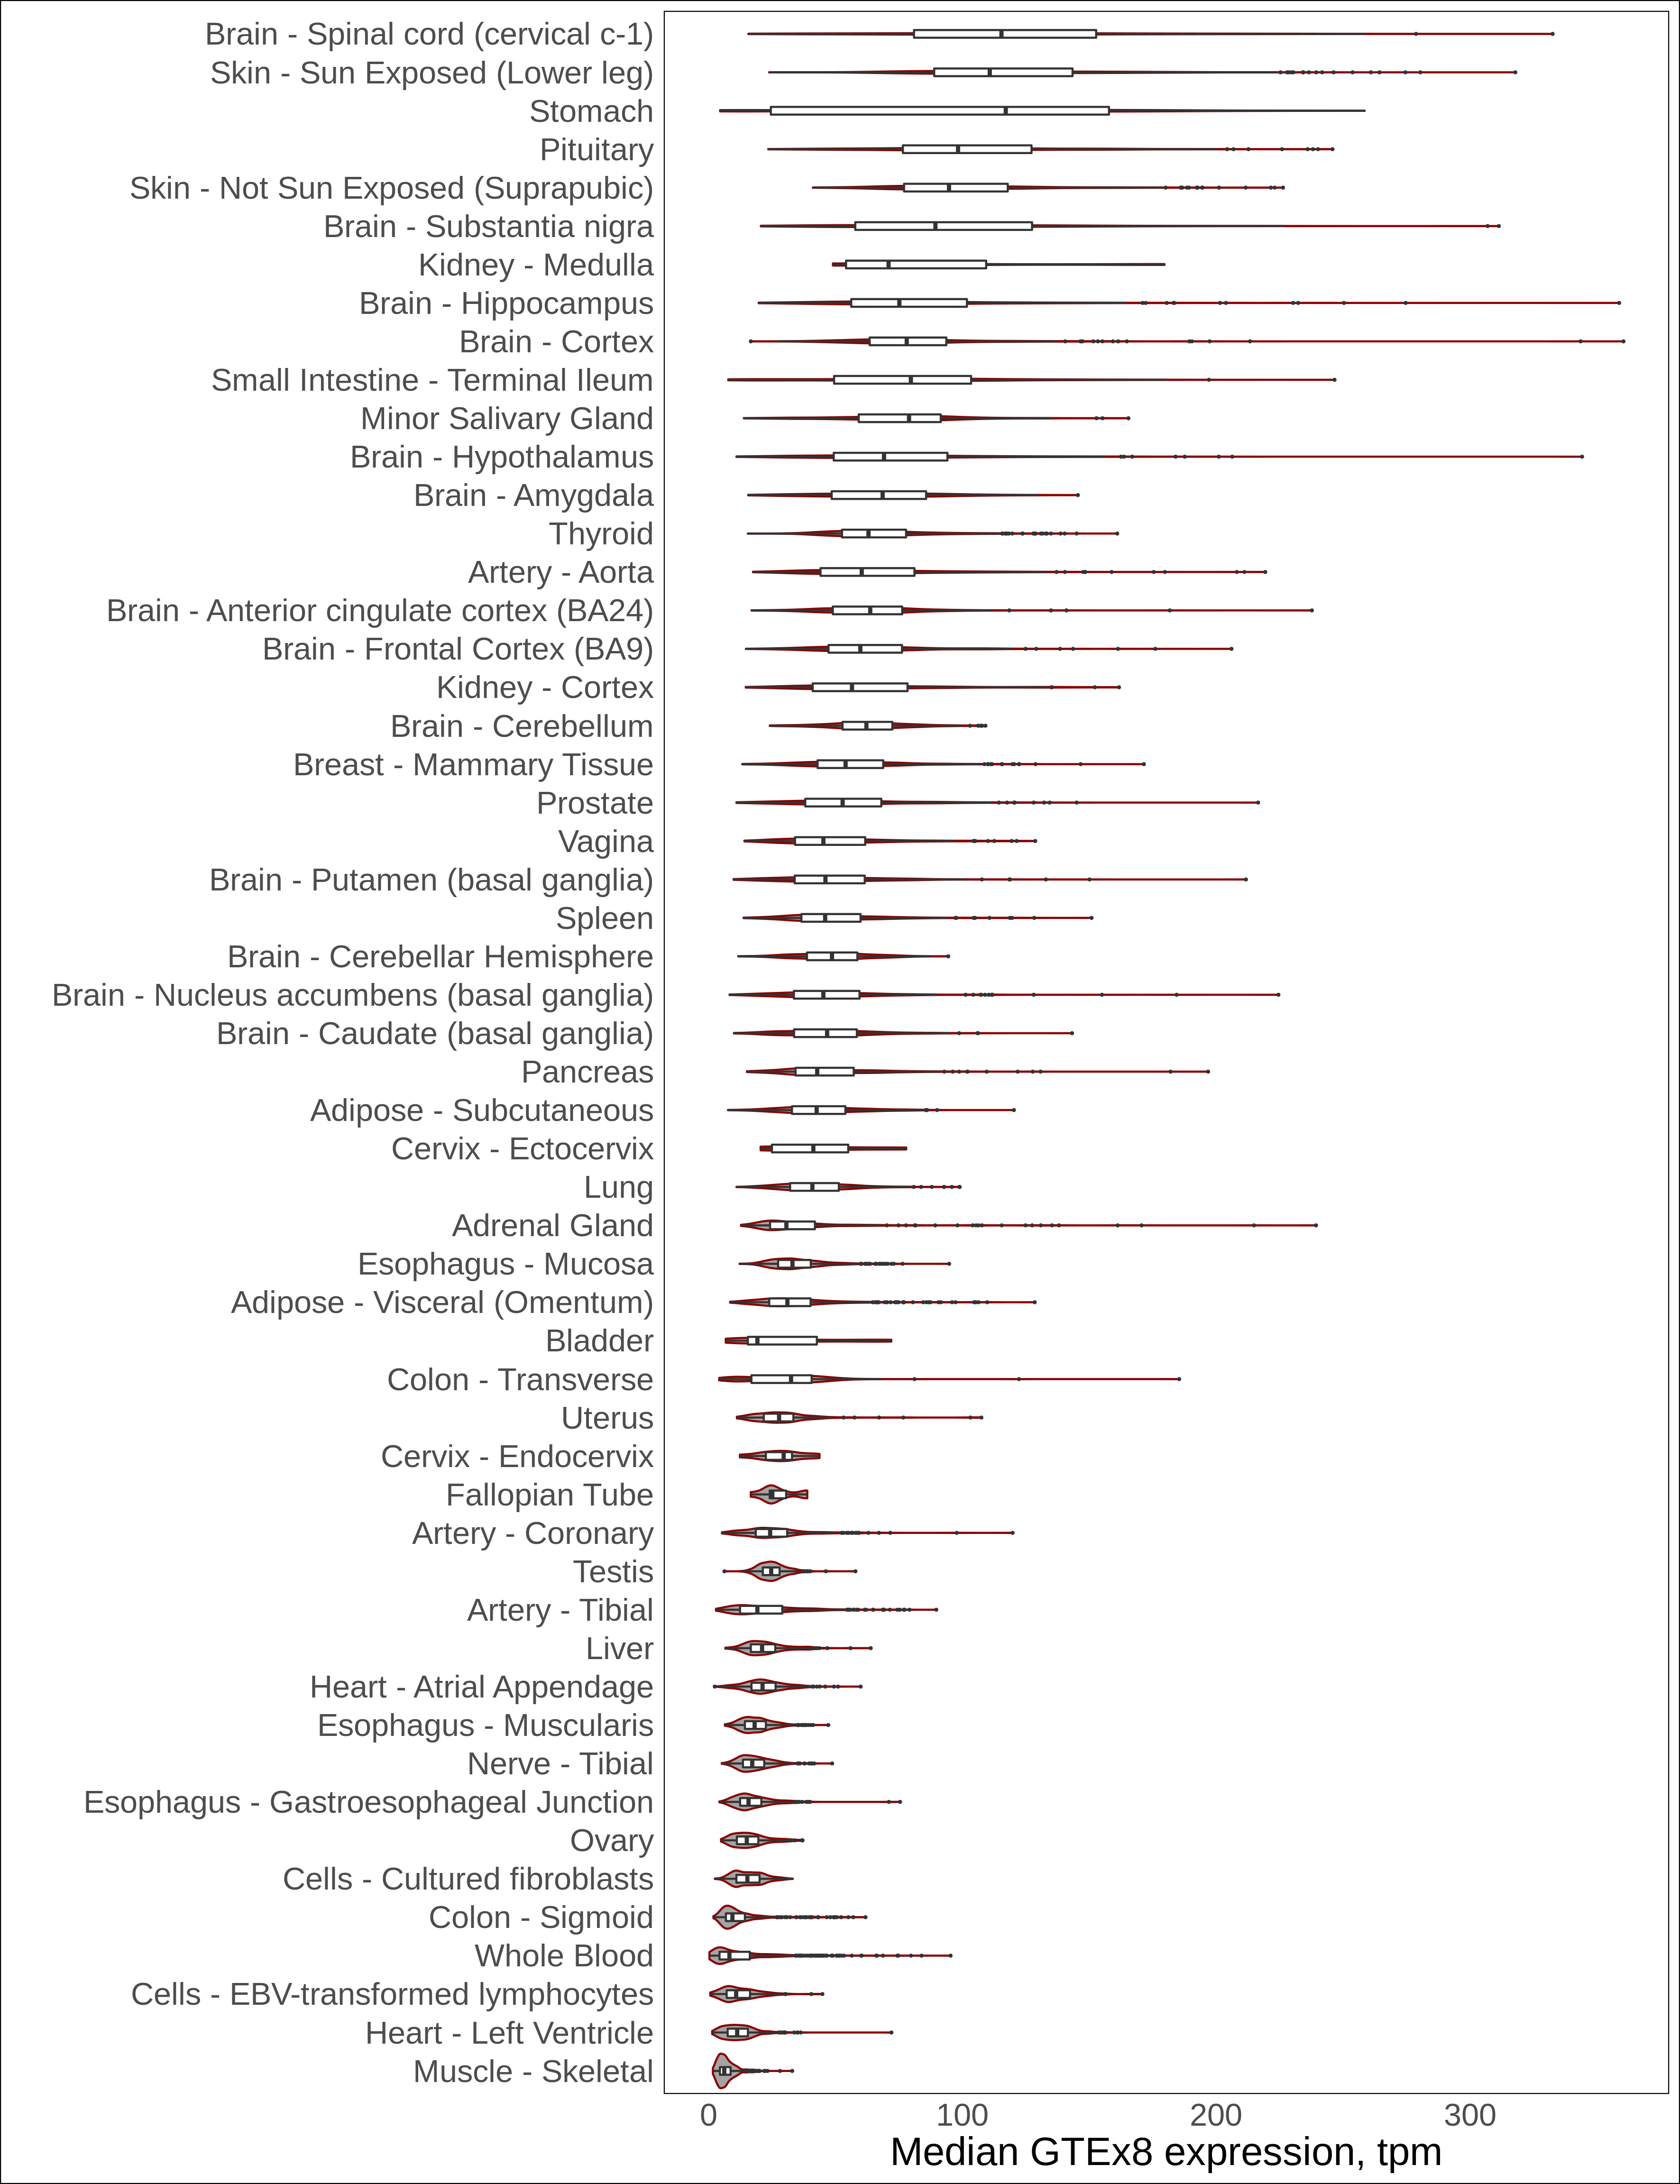 Brain - Spinal cord (cervical c-1)
Skin - Sun Exposed (Lower leg)
Stomach
Pituitary
Skin - Not Sun Exposed (Suprapubic)
Brain - Substantia nigra
Kidney - Medulla
Brain - Hippocampus
Brain - Cortex
Small Intestine - Terminal Ileum
Minor Salivary Gland
Brain - Hypothalamus
Brain - Amygdala
Thyroid
Artery - Aorta
Brain - Anterior cingulate cortex (BA24)
Brain - Frontal Cortex (BA9)
Kidney - Cortex
Brain - Cerebellum
Breast - Mammary Tissue
Prostate
Vagina
Brain - Putamen (basal ganglia)
Spleen
Brain - Cerebellar Hemisphere
Brain - Nucleus accumbens (basal ganglia)
Brain - Caudate (basal ganglia)
Pancreas
Adipose - Subcutaneous
Cervix - Ectocervix
Lung
Adrenal Gland
Esophagus - Mucosa
Adipose - Visceral (Omentum)
Bladder
Colon - Transverse
Uterus
Cervix - Endocervix
Fallopian Tube
Artery - Coronary
Testis
Artery - Tibial
Liver
Heart - Atrial Appendage
Esophagus - Muscularis
Nerve - Tibial
Esophagus - Gastroesophageal Junction
Ovary
Cells - Cultured fibroblasts
Colon - Sigmoid
Whole Blood
Cells - EBV-transformed lymphocytes
Heart - Left Ventricle
Muscle - Skeletal
0 100 200 300
Median GTEx8 expression, tpm